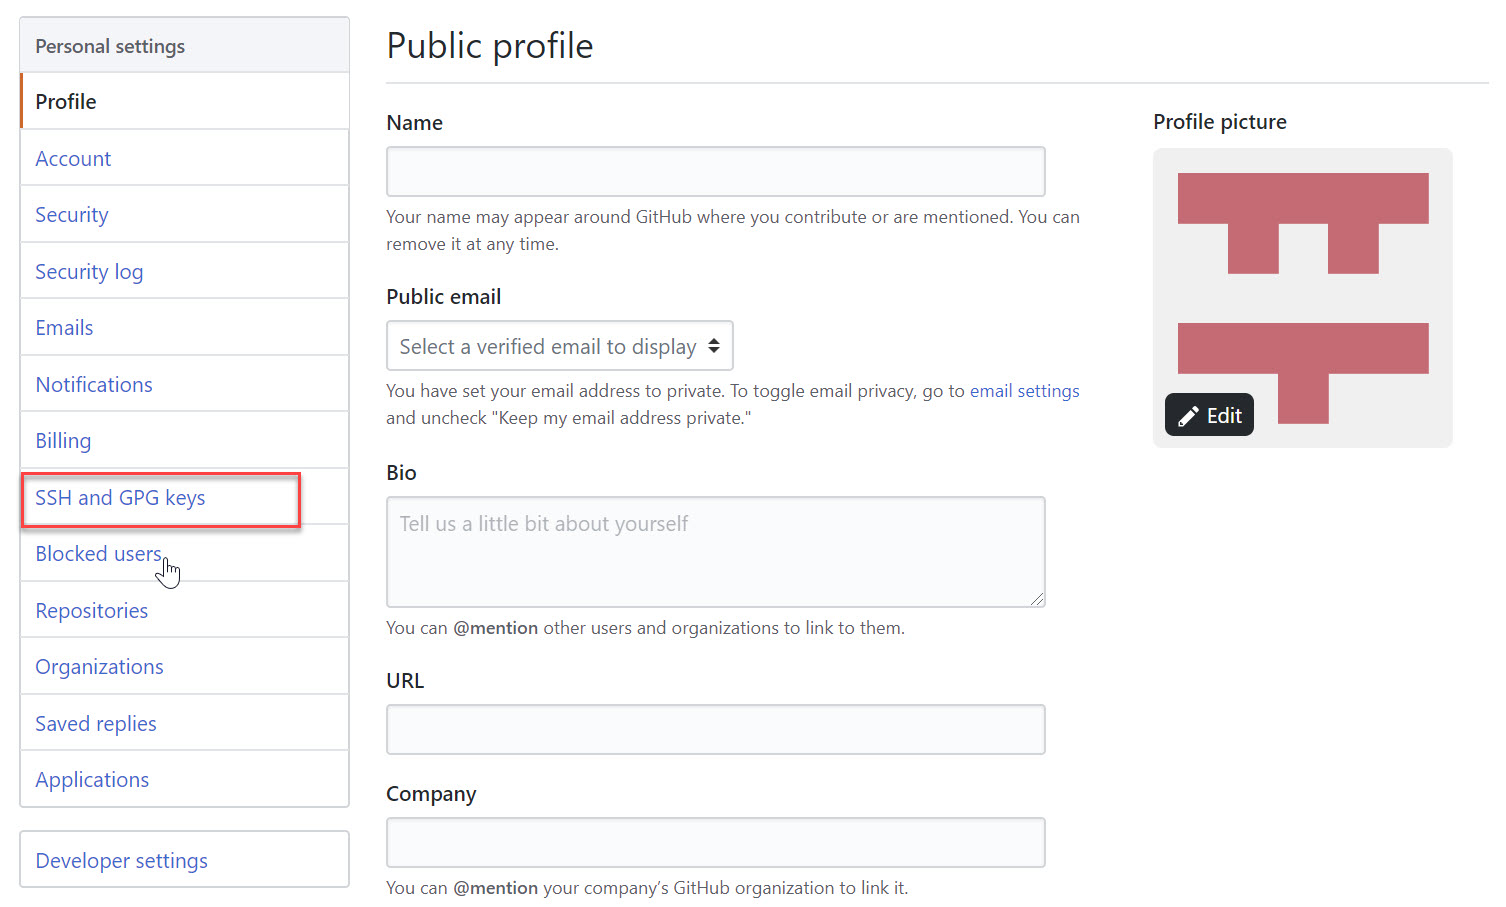 Personal settings
Profile
Account
Security
Security log
Emails
Notifications
Billing
SSH and GPG keys
Blocked users
Repositories
Organizations
Saved replies
Applications
Developer settings
Public profile
Name
Your name may appear around GitHub where you contribute or are mentioned. You can
remove it at any time.
Public email
Select a verified email to display
You have set your email address to private. To toggle email privacy, go to email settings
and uncheck "Keep my email address private."
Bio
Tell us a little bit about yourself
You can @mention other users and organizations to link to them.
URL
Company
You can @mention your company’s GitHub organization to link it.
Profile picture
Edit